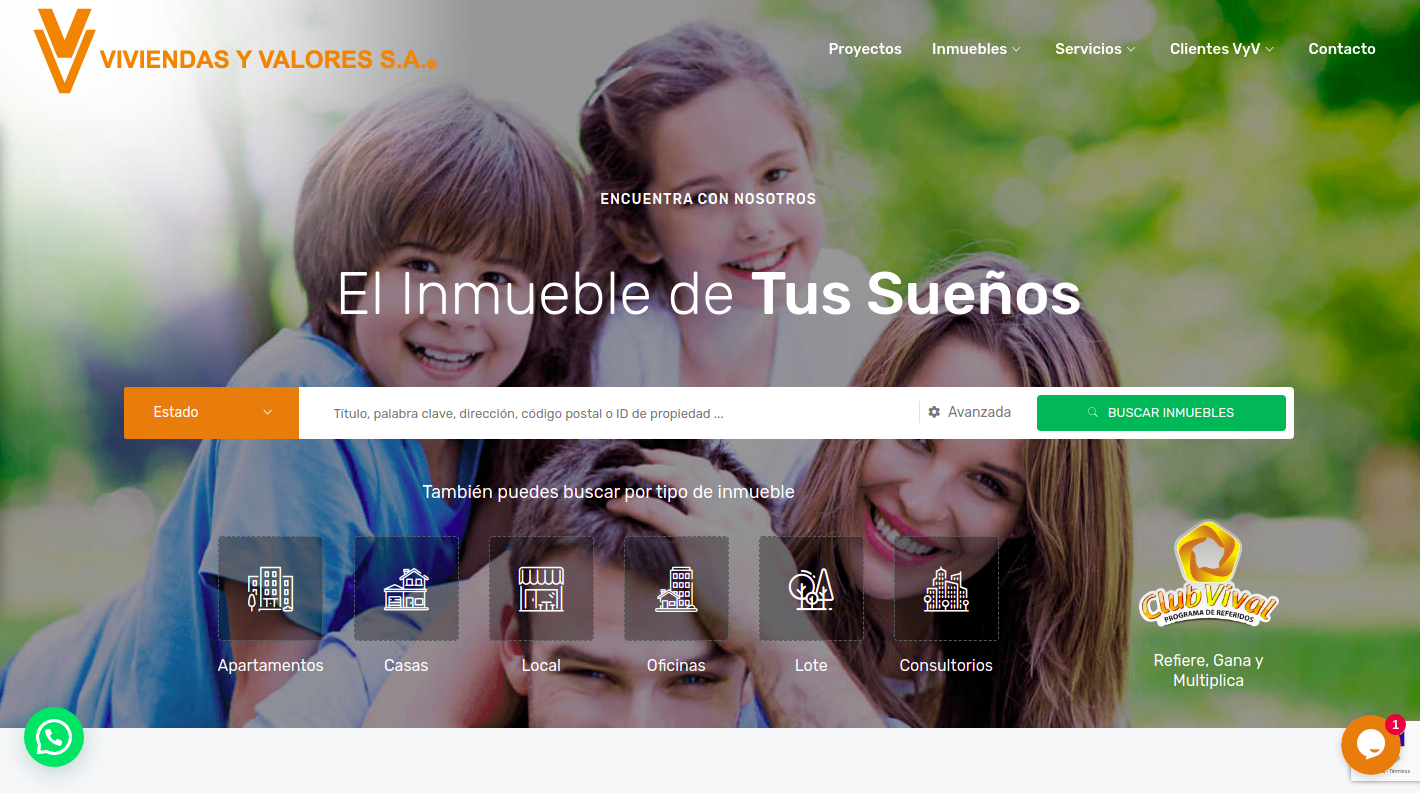 VIVIENDAS Y VALORES S.A.
Proyectos
Inmuebles
Servicios
Clientes VyV
Contacto
ENCUENTRA CON NOSOTROS
El Inmueble de Tus Sueños
Estado
Título, palabra clave, dirección, código postal o ID de propiedad ...
Avanzada
BUSCAR INMUEBLES
También puedes buscar por tipo de inmueble
Apartamentos
Casas
Local
Oficinas
Lote
Consultorios
Club Vival
PROGRAMA DE REFERIDOS
Refiere, Gana y
Multiplica
1
Términos